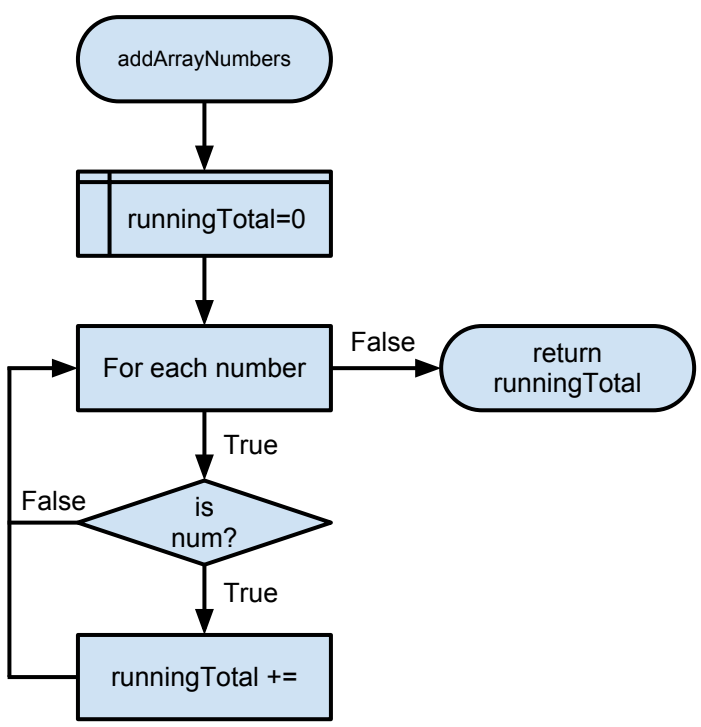 addArrayNumbers
runningTotal=0
For each number
False
return
runningTotal
True
False
is
num?
True
runningTotal +=